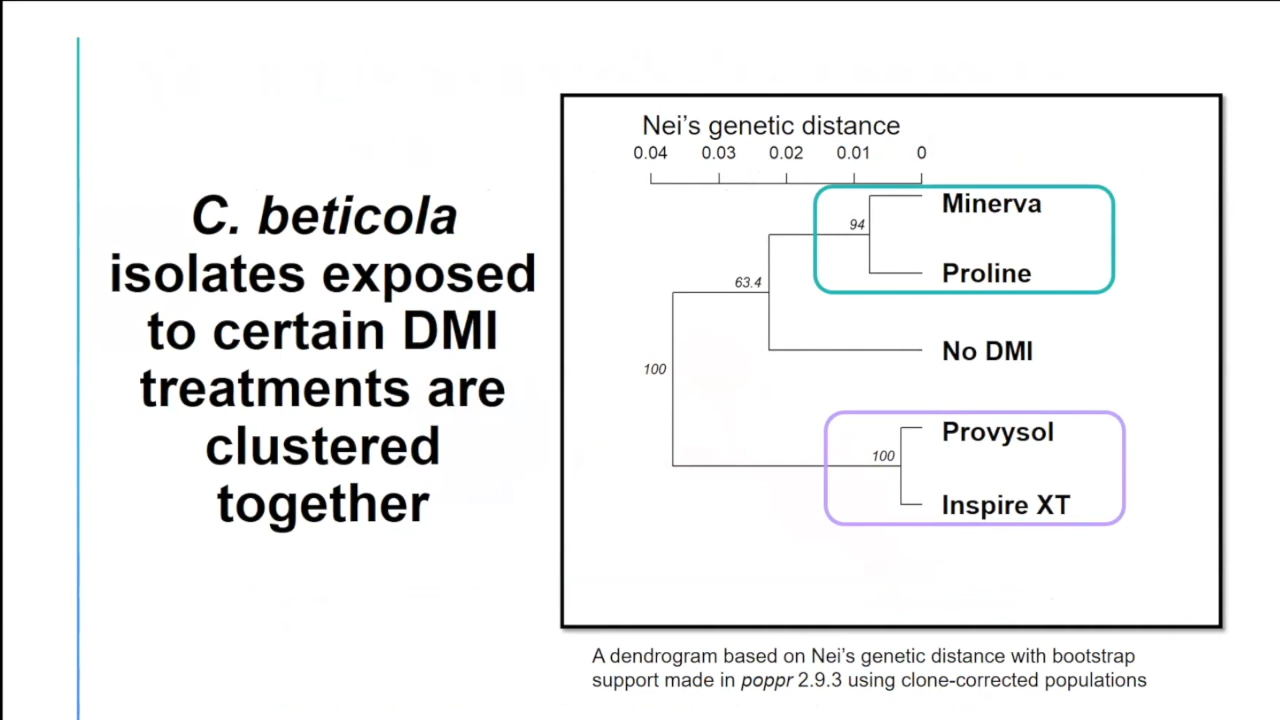 C. beticola
isolates exposed
to certain DMI
treatments are
clustered
together
Nei's genetic distance
0.04 0.03 0.02 0.01 0
Minerva
94
Proline
63.4
No DMI
100
Provysol
100
Inspire XT
A dendrogram based on Nei's genetic distance with bootstrap
support made in poppr 2.9.3 using clone-corrected populations